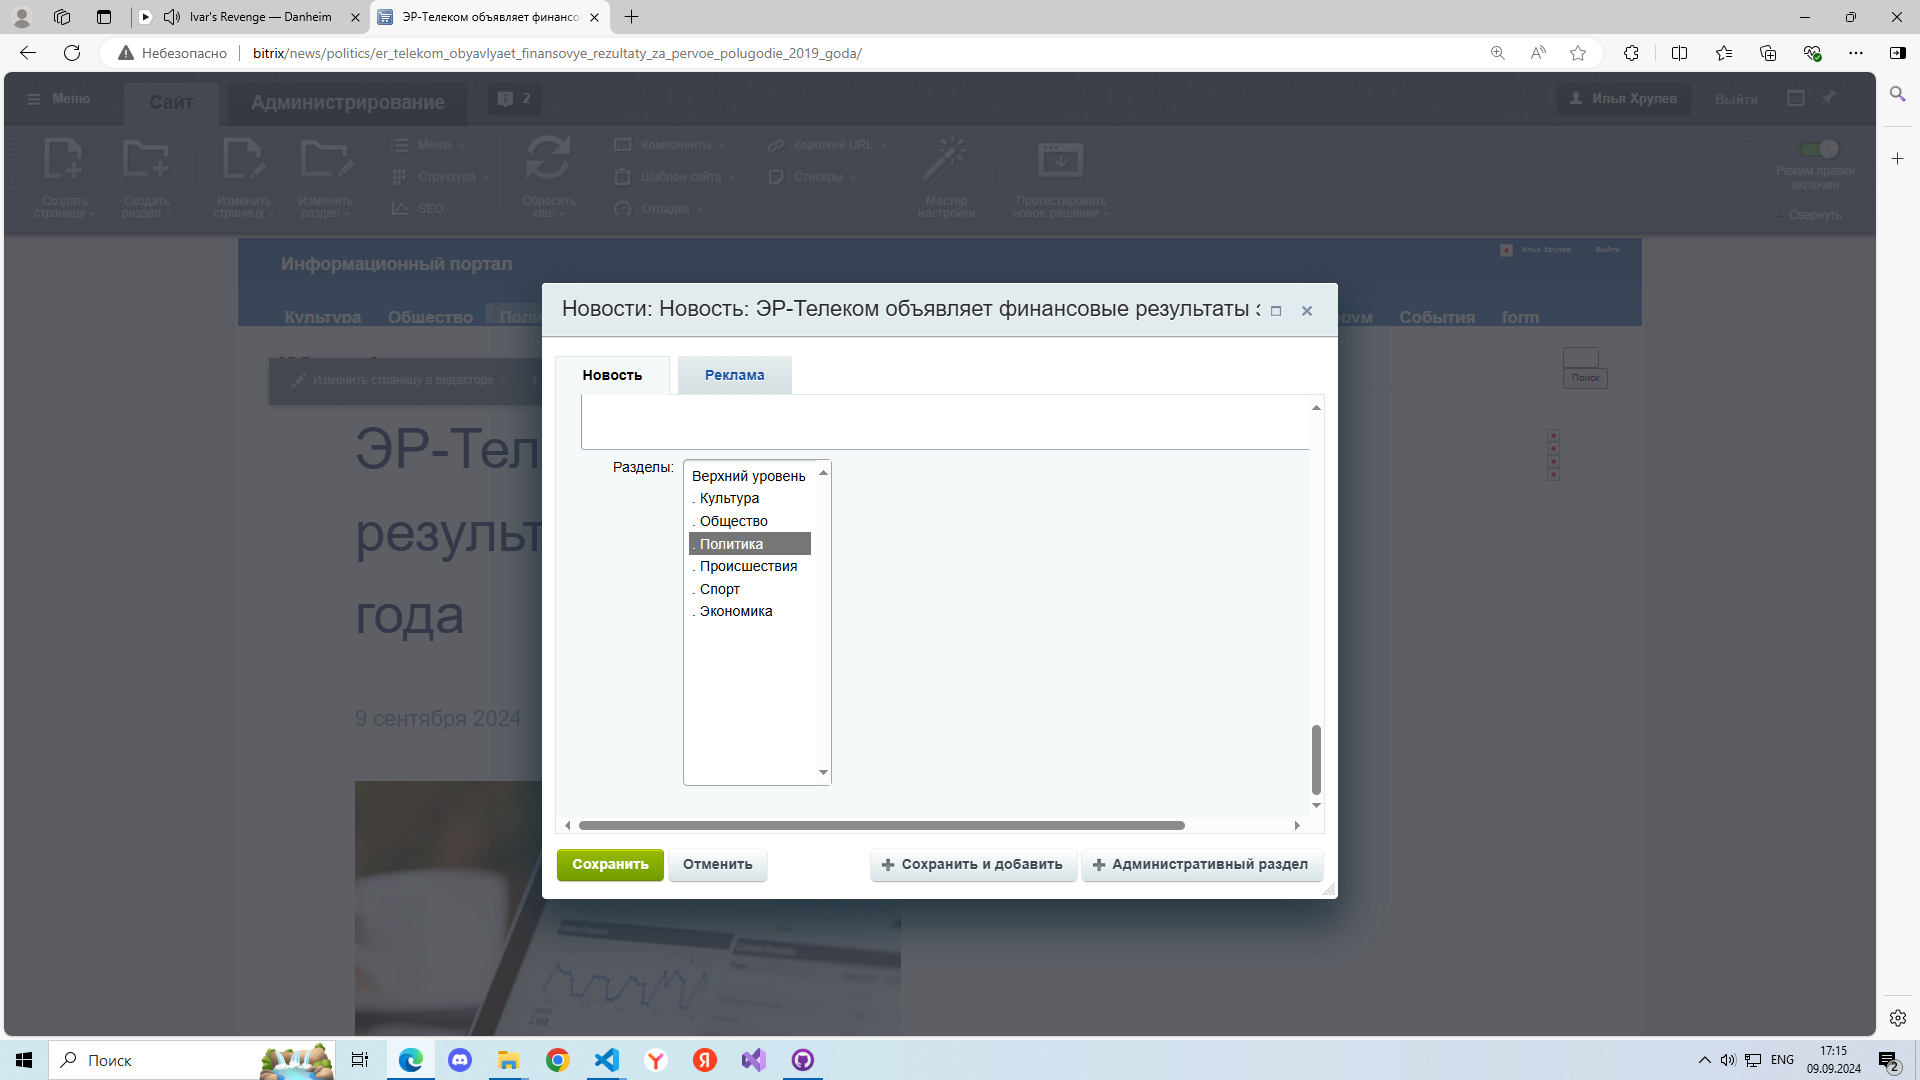 Ivar's Revenge — Danheim
ЭР-Телеком объявляет финансо
Небезопасно
bitrix/news/politics/er_telekom_obyavlyaet_finansovye_rezultaty_za_pervoe_polugodie_2019_goda/
Меню
Сайт
Администрирование
2
Илья Хрулев
Выйти
Создать страницу
Создать раздел
Изменить страницу
Изменить раздел
Меню
Структура
SEO
Сбросить кеш
Компоненты
Шаблон сайта
Отладка
Короткий URL
Стикеры
Мастер настройки
Протестировать новое решение
Режим правки включен
Свернуть
Информационный портал
Илья Хрулев
Выйти
Культура
Общество
Поли
рум
События
form
Изменить страницу в редакторе
Поиск
ЭР-Тел
результ
года
9 сентября 2024
Новости: Новость: ЭР-Телеком объявляет финансовые результаты з
Новость
Реклама
Разделы:
Верхний уровень
. Культура
. Общество
. Политика
. Происшествия
. Спорт
. Экономика
Сохранить
Отменить
Сохранить и добавить
Административный раздел
Поиск
ENG
17:15
09.09.2024
2